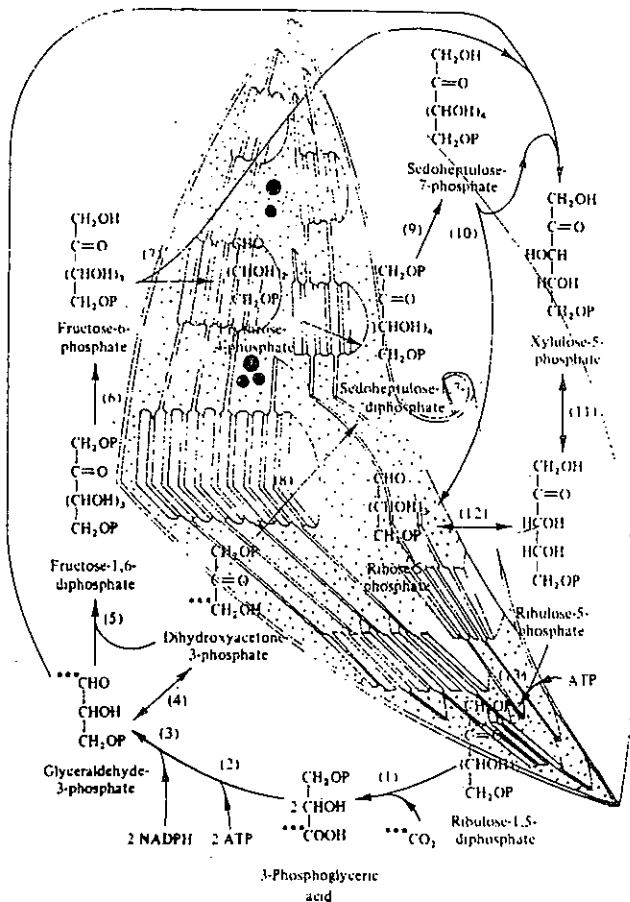 CH₂OH
C=O
(CHOH)₄
CH₂OP
Sedoheptulose-
7-phosphate
(9)
(10)
CH₂OH
C=O
HOCH
HCOH
CH₂OP
Xylulose-5-
phosphate
(11)
CH₂OH
C=O
(CHOH)₃
CH₂OP
Fructose-6-
phosphate
(7)
CHO
(CHOH)₂
CH₂OP
4-phosphate
CH₂OP
C=O
(CHOH)₄
CH₂OP
Sedoheptulose-1,7-
diphosphate
(6)
CH₂OP
C=O
(CHOH)₃
CH₂OP
Fructose-1,6-
diphosphate
(8)
CHO
(CHOH)₃
CH₂OP
Ribose-5-
phosphate
(12)
CH₂OH
C=O
HCOH
HCOH
CH₂OP
Ribulose-5-
phosphate
CH₂OP
C=O
***CH₂OH
Dihydroxyacetone-
3-phosphate
(5)
(4)
***CHO
CHOH
CH₂OP
Glyceraldehyde-
3-phosphate
(3)
(2)
2 NADPH
2 ATP
CH₂OP
2 CHOH
***COOH
3-Phosphoglyceric
acid
(1)
***CO₂
(13)
ATP
CH₂OP
C=O
(CHOH)
CH₂OP
Ribulose-1,5-
diphosphate